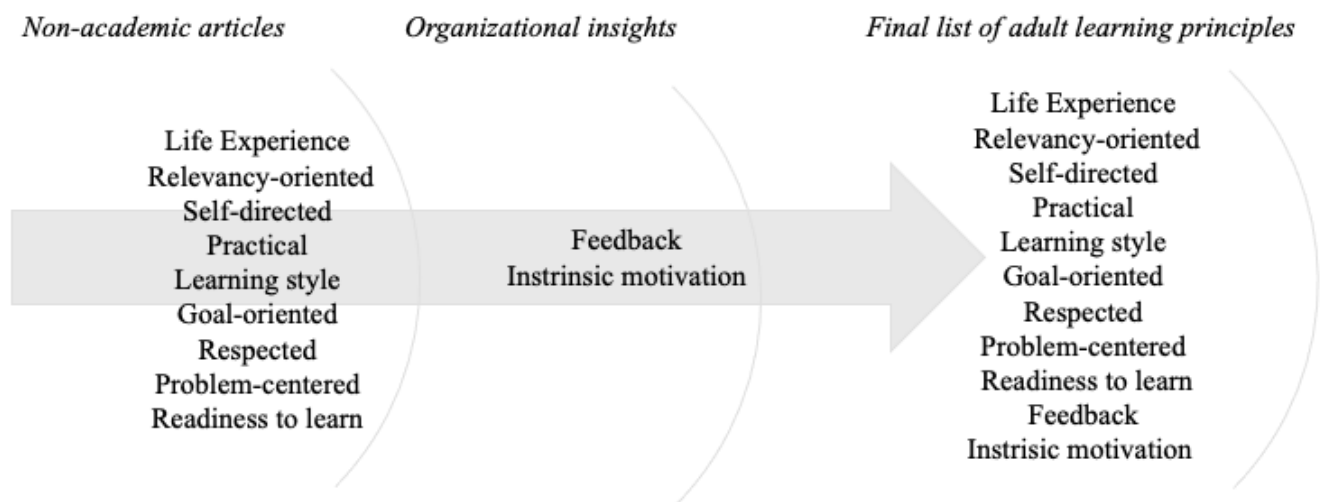 Non-academic articles
Organizational insights
Final list of adult learning principles
Life Experience
Relevancy-oriented
Self-directed
Practical
Learning style
Goal-oriented
Respected
Problem-centered
Readiness to learn
Feedback
Instrinsic motivation
Life Experience
Relevancy-oriented
Self-directed
Practical
Learning style
Goal-oriented
Respected
Problem-centered
Readiness to learn
Feedback
Instrisic motivation